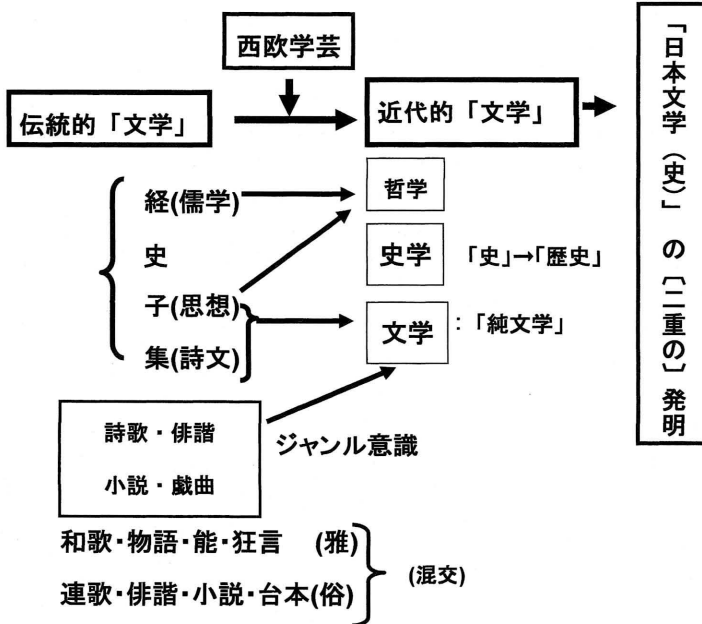 西欧学芸
伝統的「文学」
近代的「文学」
「日本文学（史）」の〔二重の〕発明
経(儒学)
哲学
史
史学
「史」→「歴史」
子(思想)
集(詩文)
文学
：「純文学」
詩歌・俳諧
小説・戯曲
ジャンル意識
和歌・物語・能・狂言 (雅)
連歌・俳諧・小説・台本(俗)
(混交)